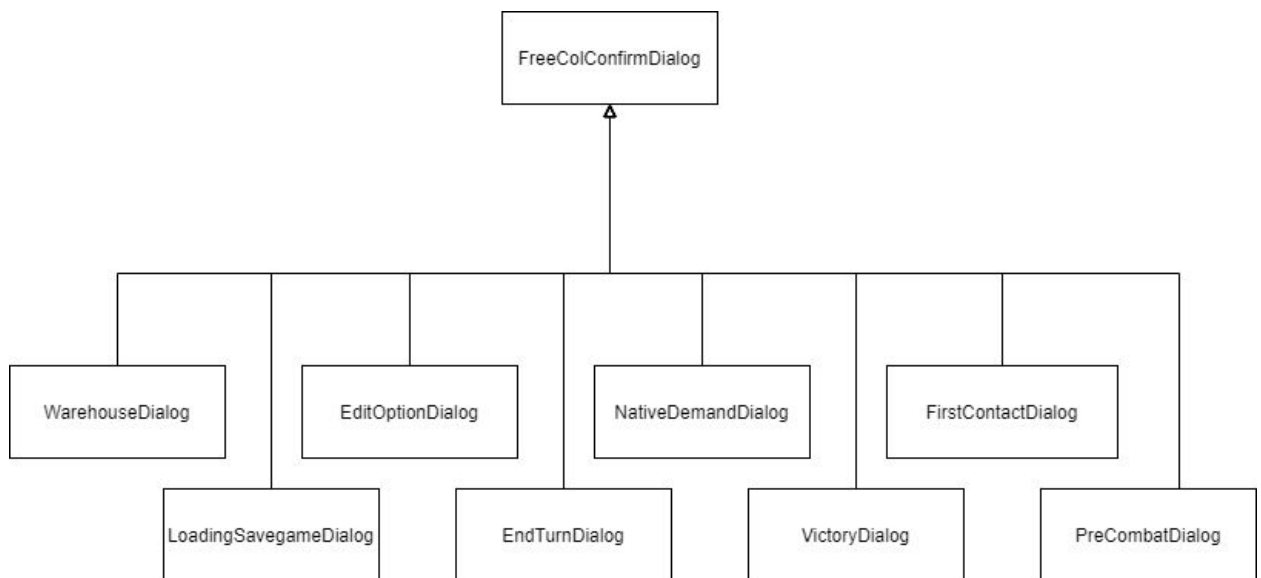 FreeColConfirmDialog
WarehouseDialog
EditOptionDialog
NativeDemandDialog
FirstContactDialog
LoadingSavegameDialog
EndTurnDialog
VictoryDialog
PreCombatDialog